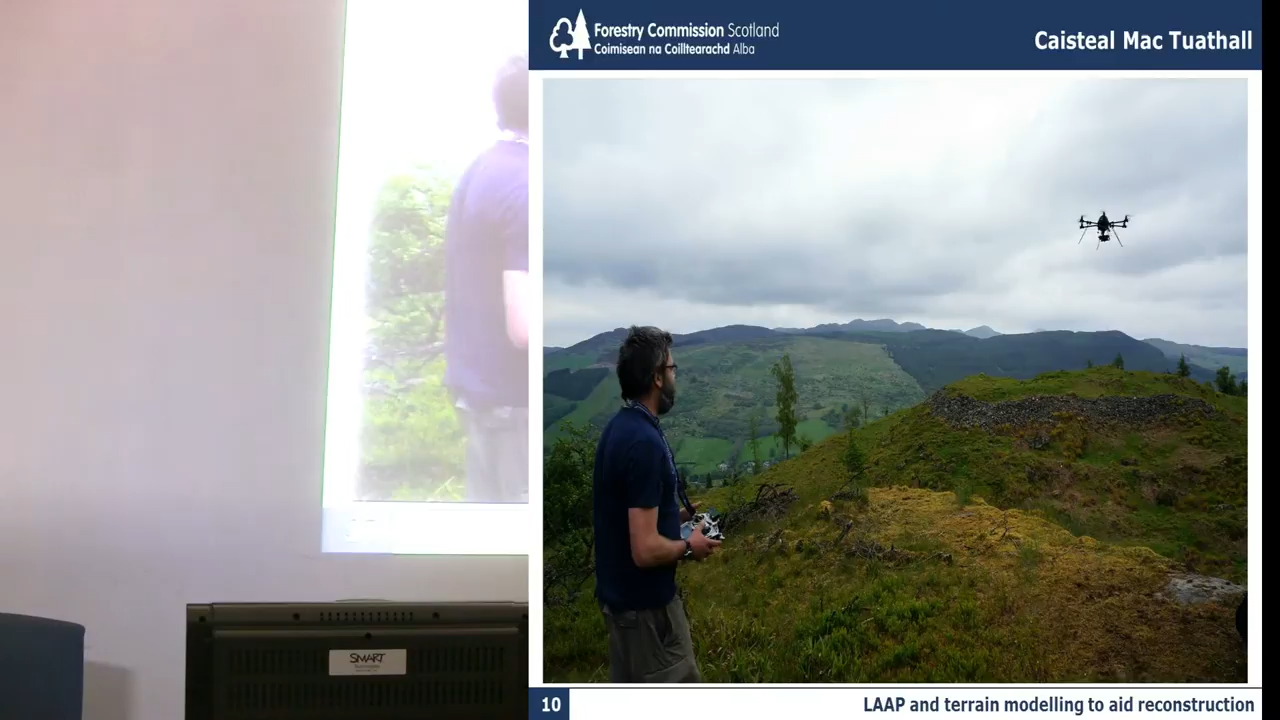 Forestry Commission Scotland
Coimisean na Coilltearachd Alba
Caisteal Mac Tuathall
SMART
10
LAAP and terrain modelling to aid reconstruction